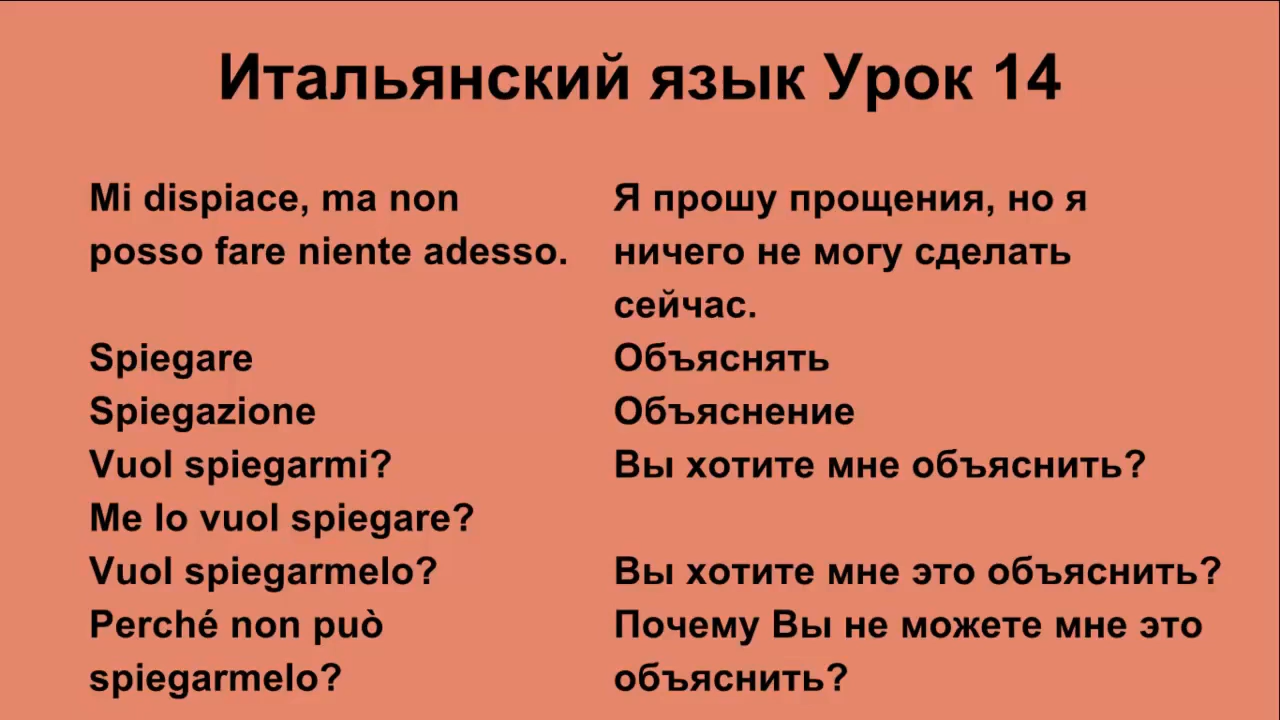 Итальянский язык Урок 14
Mi dispiace, ma non
posso fare niente adesso.
Я прошу прощения, но я
ничего не могу сделать
сейчас.
Spiegare
Объяснять
Spiegazione
Объяснение
Vuol spiegarmi?
Вы хотите мне объяснить?
Me lo vuol spiegare?
Vuol spiegarmelo?
Вы хотите мне это объяснить?
Perché non può
spiegarmelo?
Почему Вы не можете мне это
объяснить?